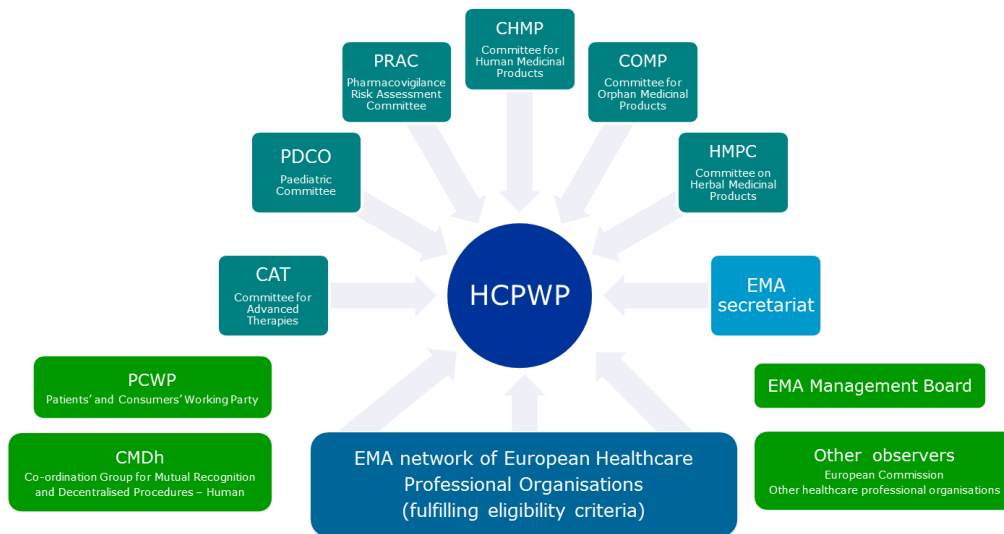 CHMP
Committee for
Human Medicinal
Products
PRAC
Pharmacovigilance
Risk Assessment
Committee
COMP
Committee for
Orphan Medicinal
Products
PDCO
Paediatric
Committee
HMPC
Committee on
Herbal Medicinal
Products
CAT
Committee for
Advanced
Therapies
HCPWP
EMA
secretariat
PCWP
Patients’ and Consumers’ Working
Party
EMA Management Board
CMDh
Co-ordination Group for Mutual Recognition
and Decentralised Procedures – Human
EMA network of European Healthcare
Professional Organisations
(fulfilling eligibility criteria)
Other observers
European Commission
Other healthcare professional organisations